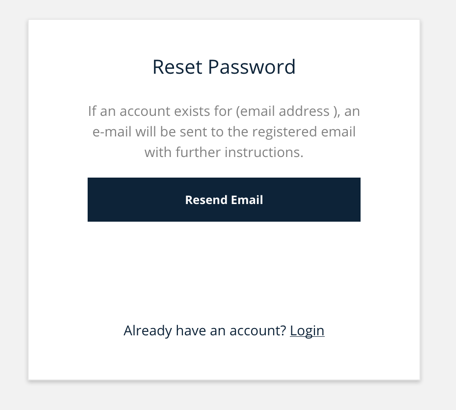 Reset Password
If an account exists for (email address ), an
e-mail will be sent to the registered email
with further instructions.
Resend Email
Already have an account? Login